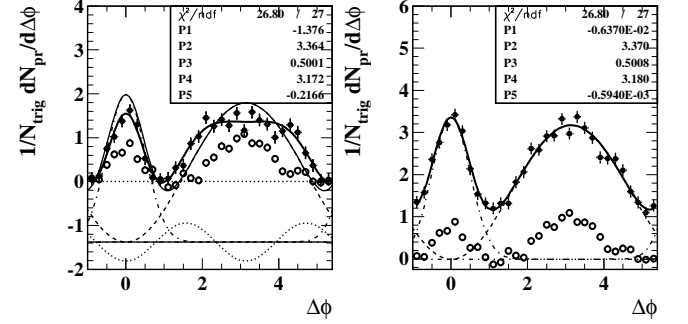 1/N_trig dN_pr/dΔϕ
χ²/ndf 26.80 / 27
P1 -1.376
P2 3.364
P3 0.5001
P4 3.172
P5 -0.2166
4
3
2
1
0
-1
-2
0 2 4
Δϕ
1/N_trig dN_pr/dΔϕ
χ²/ndf 26.80 / 27
P1 -0.6370E-02
P2 3.370
P3 0.5008
P4 3.180
P5 -0.5940E-03
6
5
4
3
2
1
0
0 2 4
Δϕ